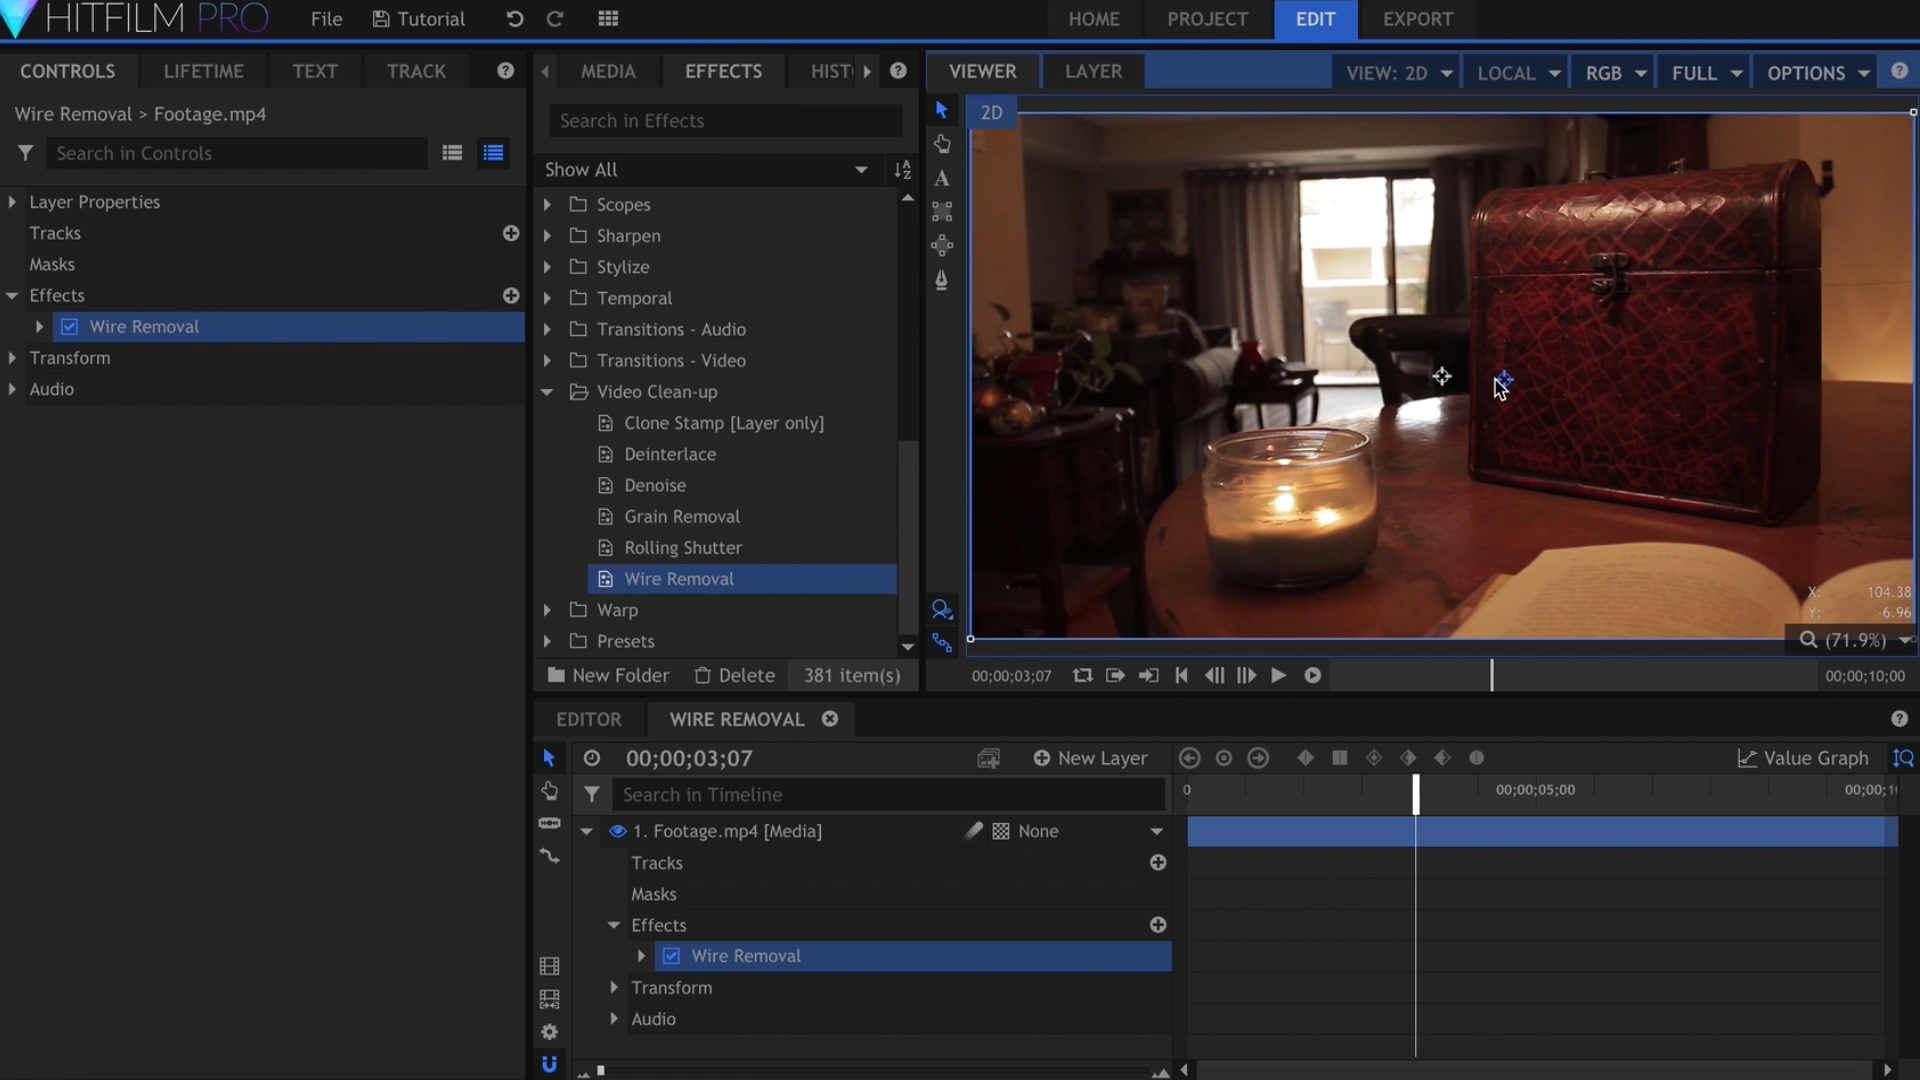 HITFILM PRO
File
Tutorial
HOME
PROJECT
EDIT
EXPORT
CONTROLS
LIFETIME
TEXT
TRACK
?
MEDIA
EFFECTS
HIST
?
VIEWER
LAYER
VIEW: 2D
LOCAL
RGB
FULL
OPTIONS
?
Wire Removal > Footage.mp4
Search in Controls
Layer Properties
Tracks
Masks
Effects
Wire Removal
Transform
Audio
Search in Effects
Show All
A
Z
Scopes
Sharpen
Stylize
Temporal
Transitions - Audio
Transitions - Video
Video Clean-up
Clone Stamp [Layer only]
Deinterlace
Denoise
Grain Removal
Rolling Shutter
Wire Removal
Warp
Presets
New Folder
Delete
381 item(s)
2D
A
X: 104.38
Y: -6.96
(71.9%)
00;00;03;07
00;00;10;00
EDITOR
WIRE REMOVAL
?
00;00;03;07
New Layer
Value Graph
Search in Timeline
0
00;00;05;00
00;00;1
1. Footage.mp4 [Media]
None
Tracks
Masks
Effects
Wire Removal
Transform
Audio